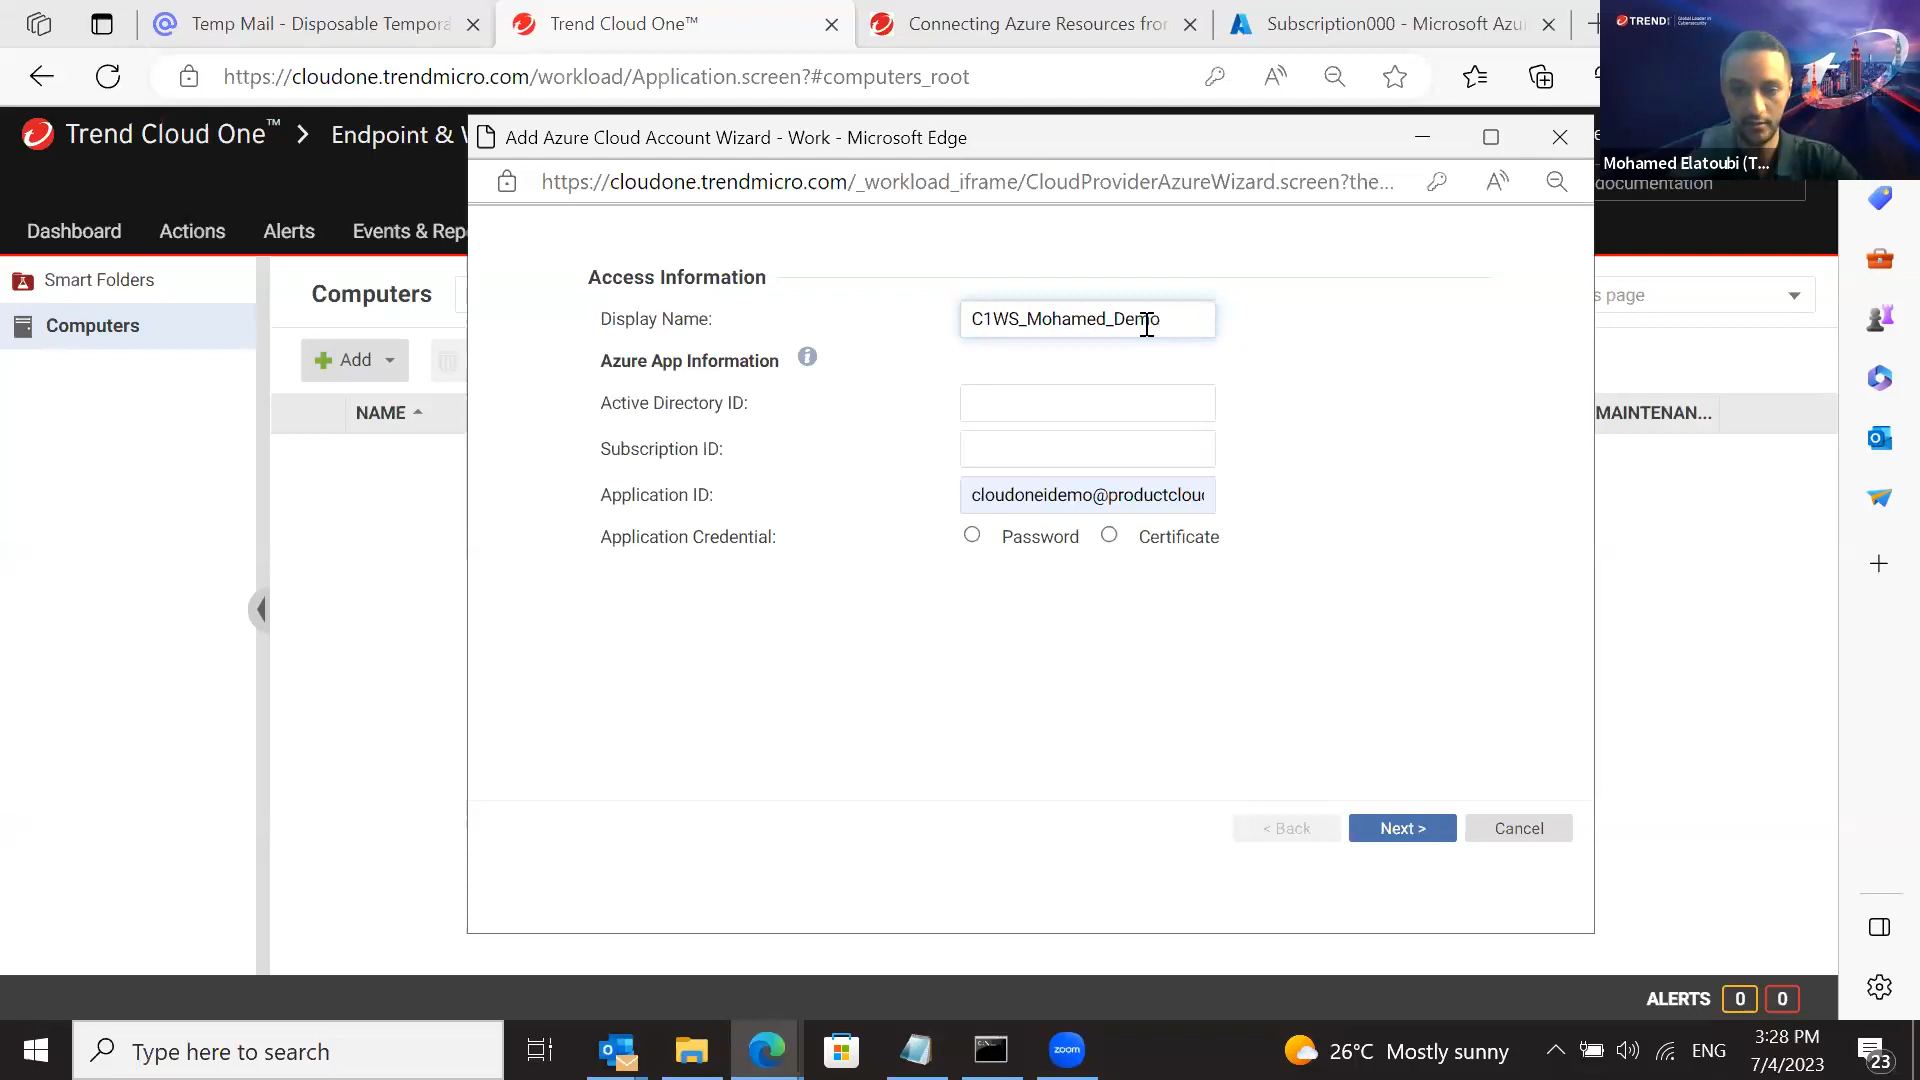 Temp Mail - Disposable Tempora
Trend Cloud One™
Connecting Azure Resources fror
Subscription000 - Microsoft Azu
https://cloudone.trendmicro.com/workload/Application.screen?#computers_root
TREND
Mohamed Elatoubi (T...
Trend Cloud One™ > Endpoint & W
documentation
Add Azure Cloud Account Wizard - Work - Microsoft Edge
https://cloudone.trendmicro.com/_workload_iframe/CloudProviderAzureWizard.screen?the...
Dashboard
Actions
Alerts
Events & Rep
Smart Folders
Computers
Computers
s page
Add
NAME
MAINTENAN...
Access Information
Display Name:
C1WS_Mohamed_Demo
Azure App Information
Active Directory ID:
Subscription ID:
Application ID:
cloudoneidemo@productclou
Application Credential:
Password
Certificate
< Back
Next >
Cancel
ALERTS 0 0
Type here to search
zoom
26°C Mostly sunny
ENG
3:28 PM
7/4/2023
23